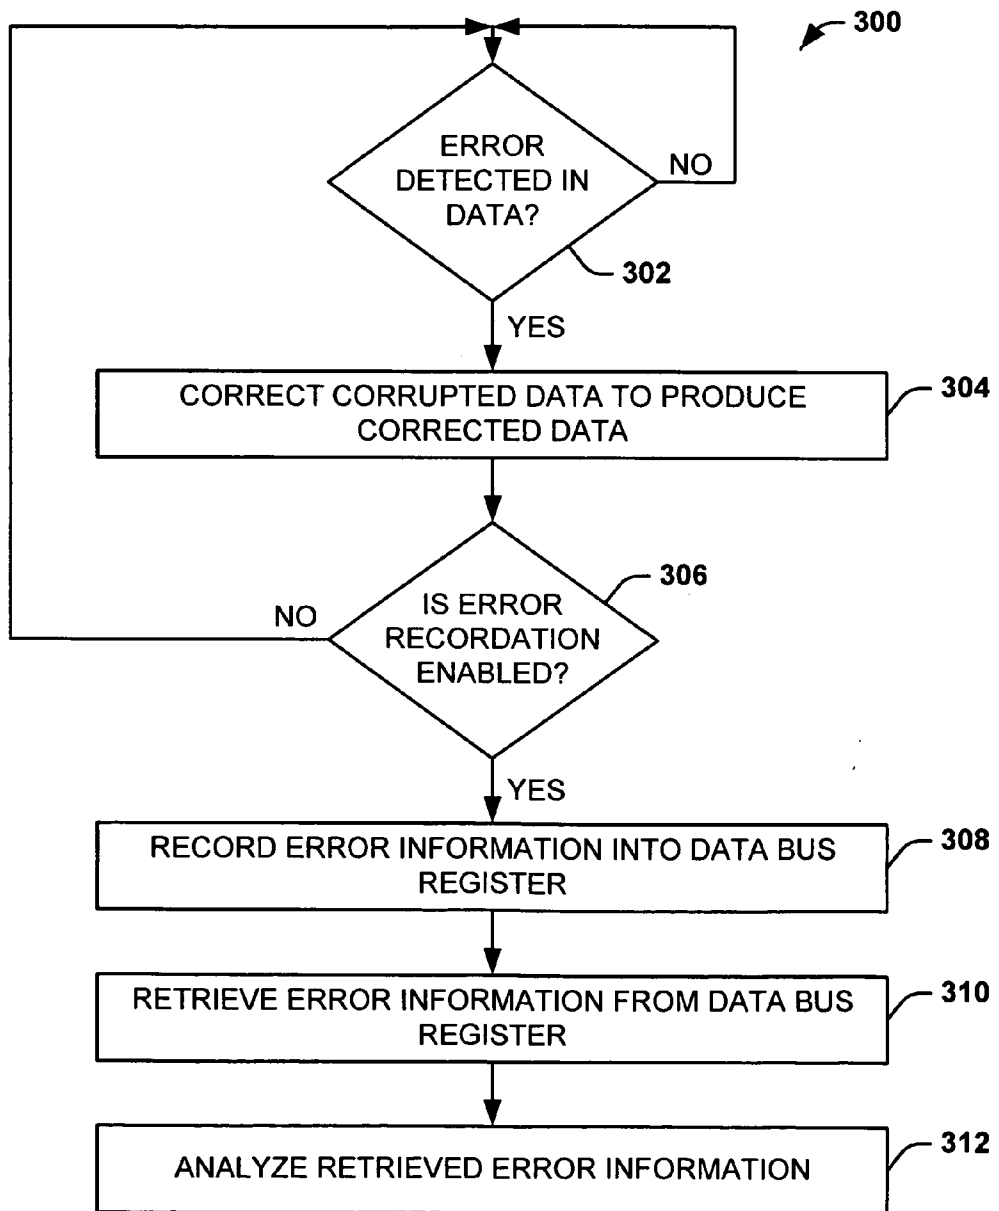 300
ERROR
DETECTED IN
DATA?
NO
302
YES
CORRECT CORRUPTED DATA TO PRODUCE
CORRECTED DATA
304
306
IS ERROR
RECORDATION
ENABLED?
NO
YES
RECORD ERROR INFORMATION INTO DATA BUS
REGISTER
308
RETRIEVE ERROR INFORMATION FROM DATA BUS
REGISTER
310
ANALYZE RETRIEVED ERROR INFORMATION
312